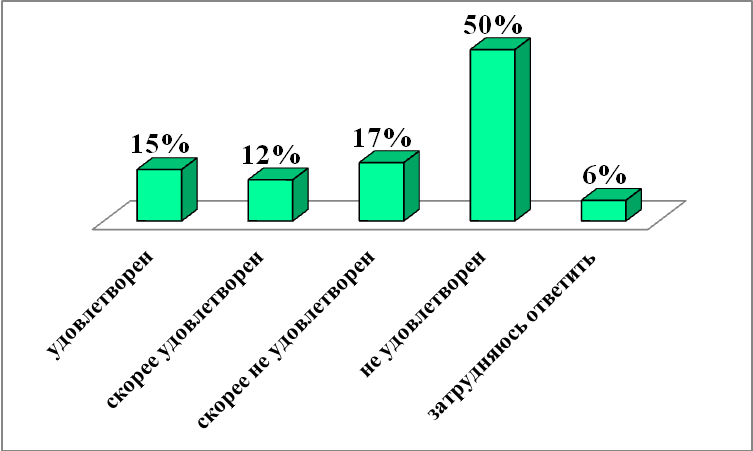 50%
15%
12%
17%
6%
удовлетворен
скорее удовлетворен
скорее не удовлетворен
не удовлетворен
затрудняюсь ответить